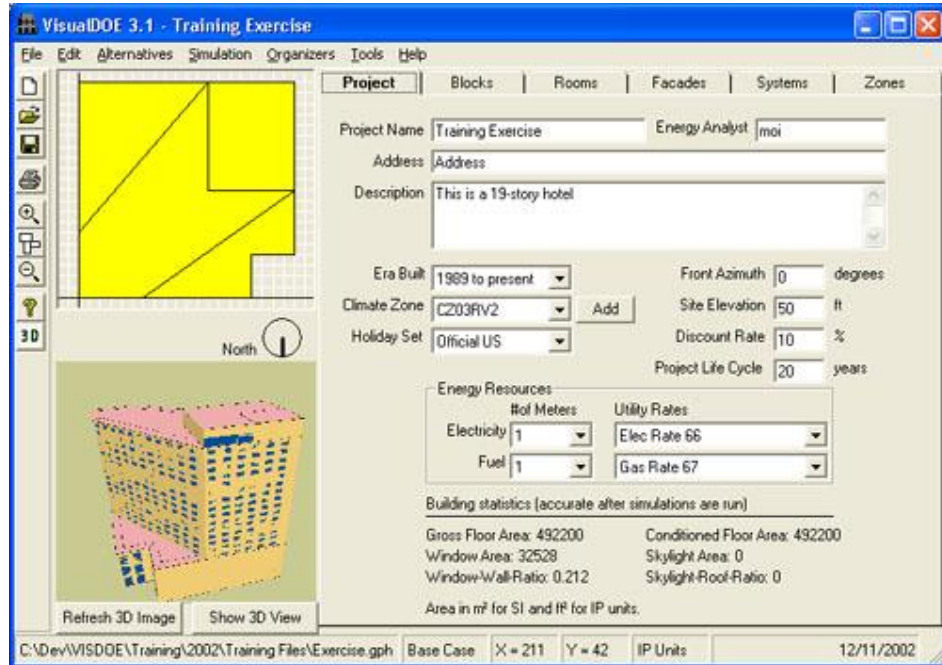 VisualDOE 3.1 - Training Exercise
File Edit Alternatives Simulation Organizers Tools Help
Project Blocks Rooms Facades Systems Zones
Project Name Training Exercise Energy Analyst moi
Address Address
Description This is a 19-story hotel
Era Built 1989 to present Front Azimuth 0 degrees
Climate Zone CZ03RV2 Add Site Elevation 50 ft
Holiday Set Official US Discount Rate 10 %
Project Life Cycle 20 years
3D
North
Energy Resources
#of Meters Utility Rates
Electricity 1 Elec Rate 66
Fuel 1 Gas Rate 67
Building statistics (accurate after simulations are run)
Gross Floor Area: 492200 Conditioned Floor Area: 492200
Window Area: 32528 Skylight Area: 0
Window-Wall-Ratio: 0.212 Skylight-Roof-Ratio: 0
Area in m² for SI and ft² for IP units.
Refresh 3D Image Show 3D View
C:\Dev\VISDOE\Training\2002\Training Files\Exercise.gph Base Case X = 211 Y = 42 IP Units 12/11/2002